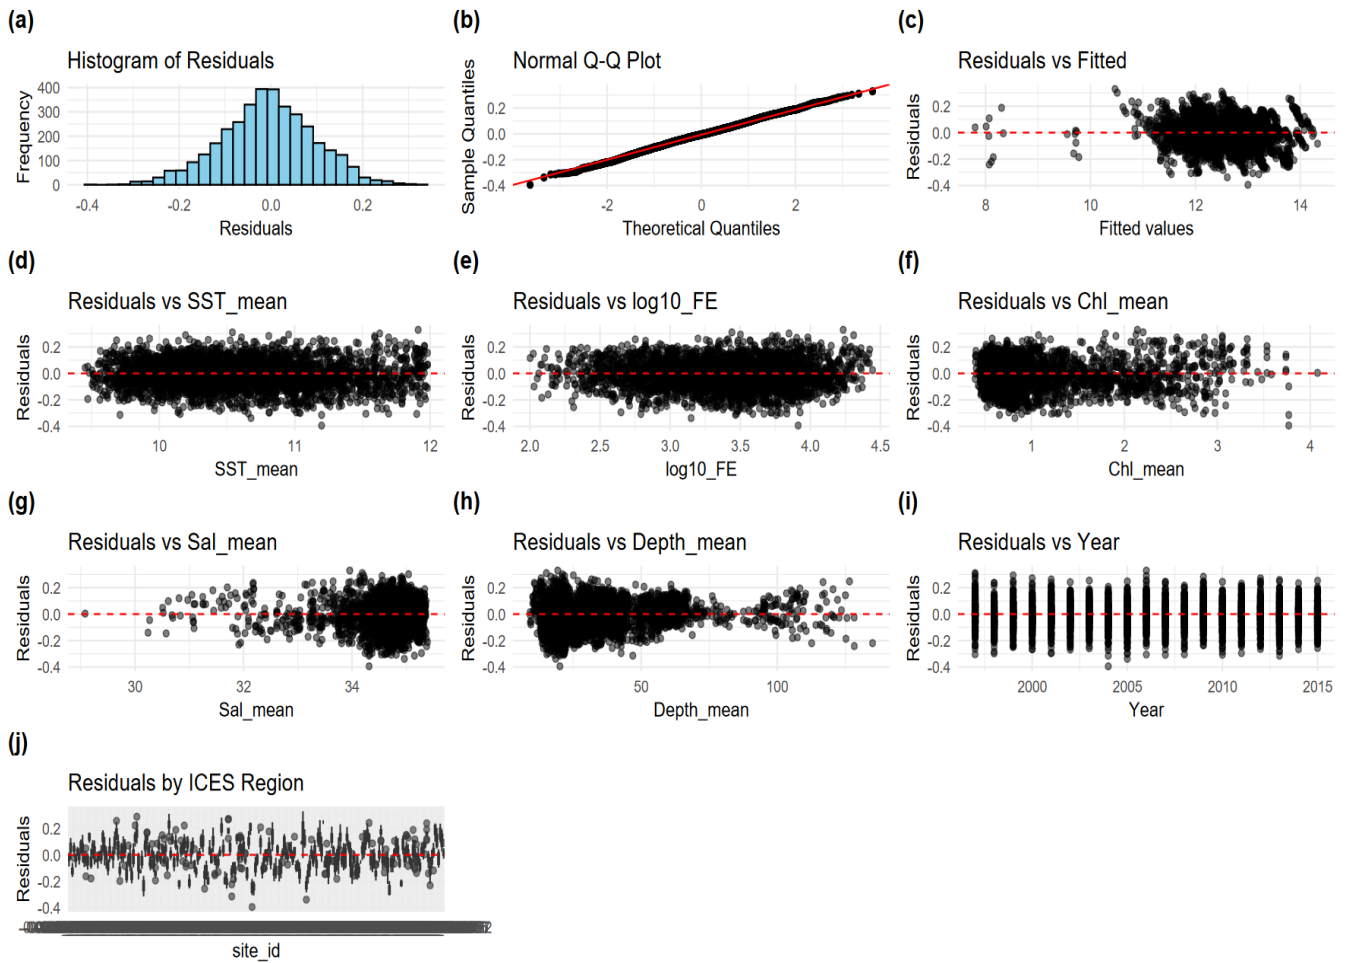 (a)
Histogram of Residuals
Frequency
400
300
200
100
0
-0.4 -0.2 0.0 0.2
Residuals
(b)
Normal Q-Q Plot
Sample Quantiles
0.2
0.0
-0.2
-0.4
-2 0 2
Theoretical Quantiles
(c)
Residuals vs Fitted
Residuals
0.2
0.0
-0.2
-0.4
8 10 12 14
Fitted values
(d)
Residuals vs SST_mean
Residuals
0.2
0.0
-0.2
-0.4
10 11 12
SST_mean
(e)
Residuals vs log10_FE
Residuals
0.2
0.0
-0.2
-0.4
2.0 2.5 3.0 3.5 4.0 4.5
log10_FE
(f)
Residuals vs Chl_mean
Residuals
0.2
0.0
-0.2
-0.4
1 2 3 4
Chl_mean
(g)
Residuals vs Sal_mean
Residuals
0.2
0.0
-0.2
-0.4
30 32 34
Sal_mean
(h)
Residuals vs Depth_mean
Residuals
0.2
0.0
-0.2
-0.4
50 100
Depth_mean
(i)
Residuals vs Year
Residuals
0.2
0.0
-0.2
-0.4
2000 2005 2010 2015
Year
(j)
Residuals by ICES Region
Residuals
0.2
0.0
-0.2
-0.4
site_id